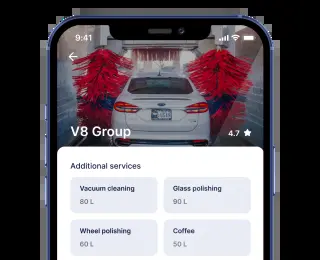 9:41
V8 Group
4.7
Additional services
Vacuum cleaning
80 L
Glass polishing
90 L
Wheel polishing
60 L
Coffee
50 L